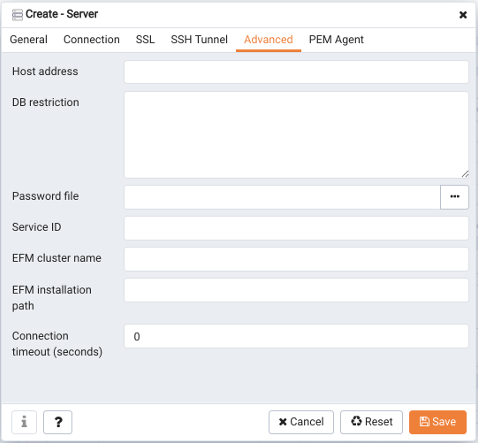 Create - Server
General Connection SSL SSH Tunnel Advanced PEM Agent
Host address
DB restriction
Password file
Service ID
EFM cluster name
EFM installation
path
Connection
timeout (seconds)
0
i ? Cancel Reset Save